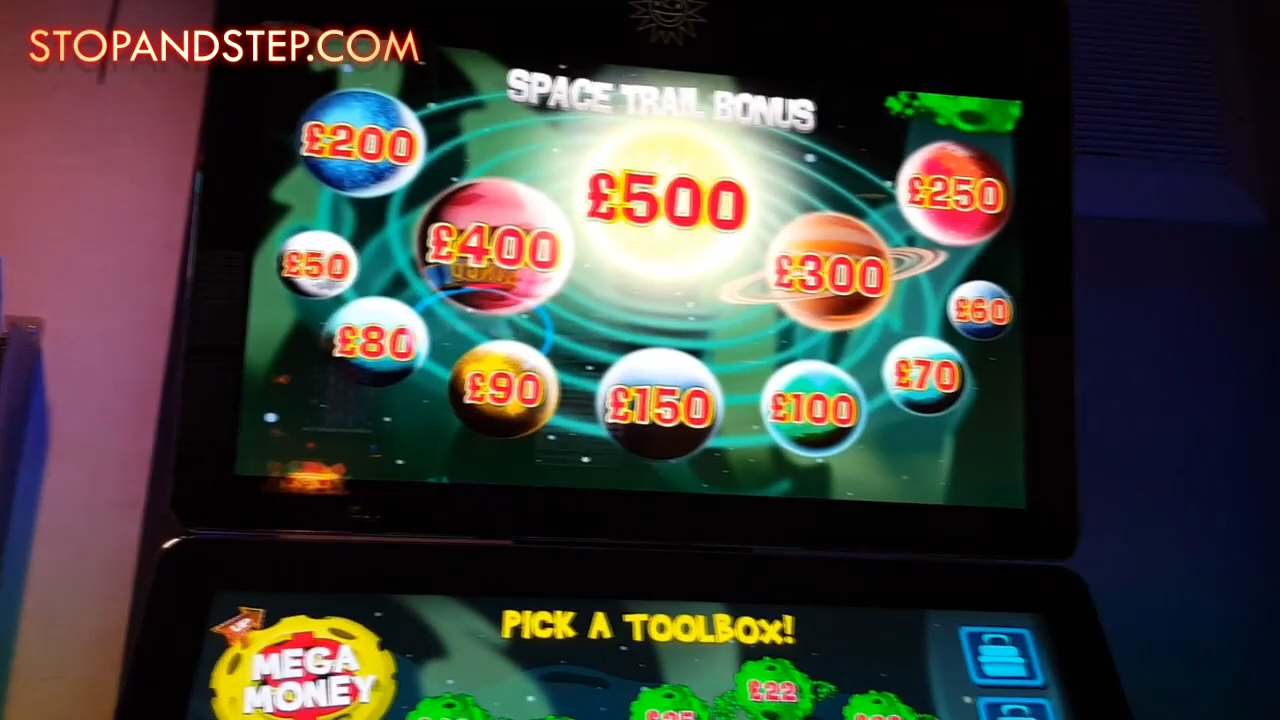 STOPANDSTEP.COM
SPACE TRAIL BONUS
£200
£500
£250
£400
£300
£50
£60
£80
£70
£90
£150
£100
PICK A TOOLBOX!
UP
MEGA
MONEY
£22